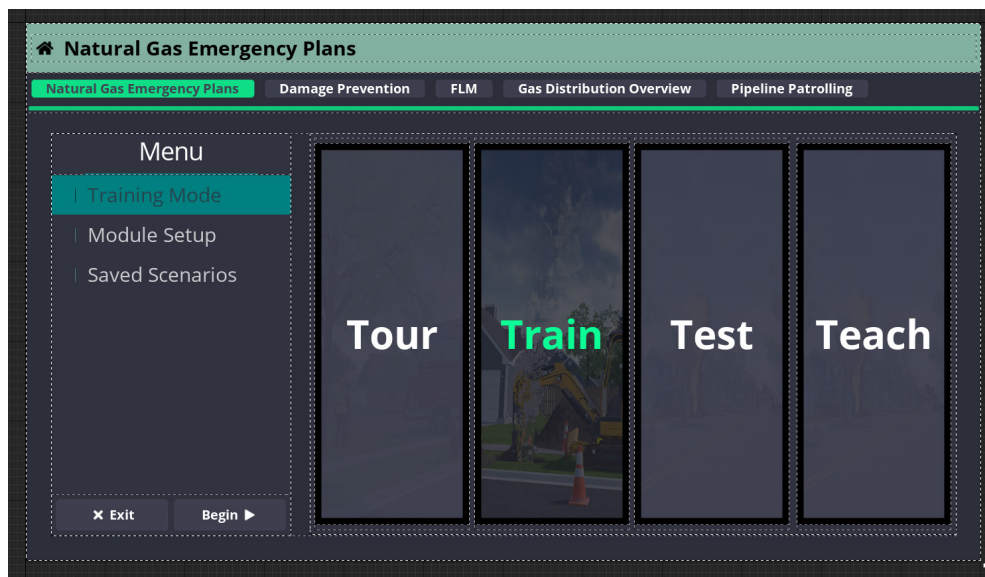 Natural Gas Emergency Plans
Natural Gas Emergency Plans Damage Prevention FLM Gas Distribution Overview Pipeline Patrolling
Menu
Training Mode
Module Setup
Saved Scenarios
Tour Train Test Teach
Exit Begin